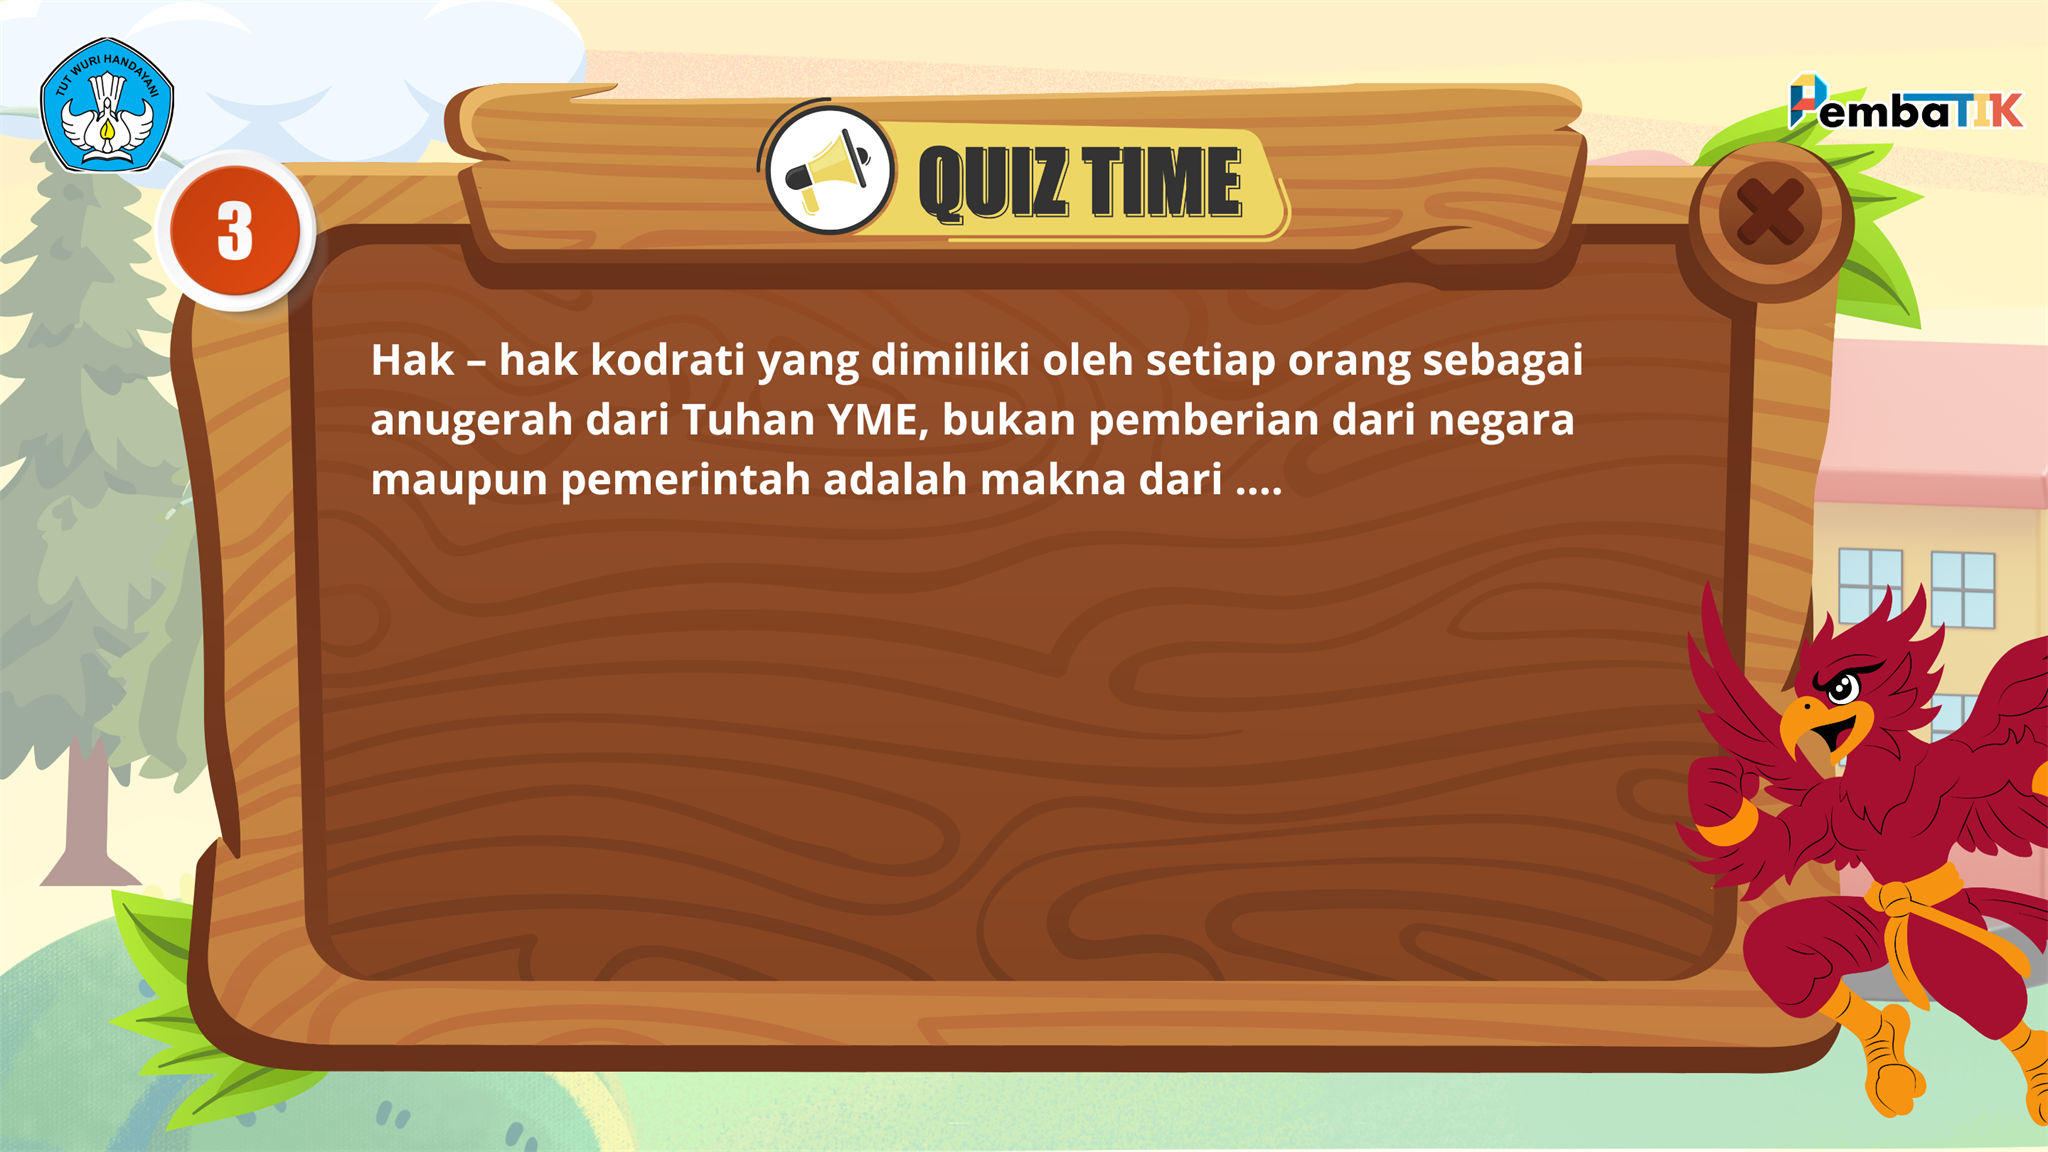 TUT WURI HANDAYANI
PembaTIK
3
QUIZ TIME
Hak – hak kodrati yang dimiliki oleh setiap orang sebagai
anugerah dari Tuhan YME, bukan pemberian dari negara
maupun pemerintah adalah makna dari ....